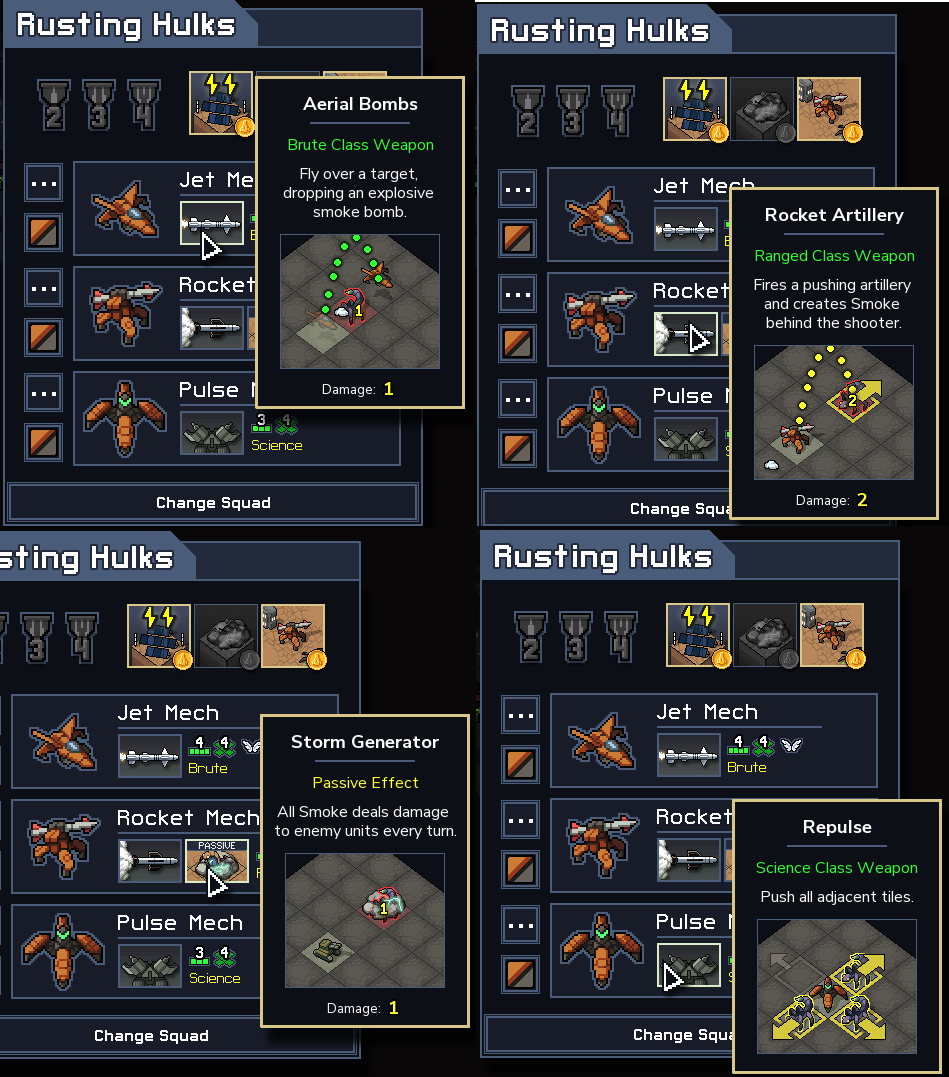 Rusting Hulks
2 3 4
Jet Me
Aerial Bombs
Brute Class Weapon
Fly over a target,
dropping an explosive
smoke bomb.
1
Damage: 1
Rocket
Pulse
3 4
Science
Change Squad
Rusting Hulks
2 3 4
Jet Mech
Rocket
Pulse
Rocket Artillery
Ranged Class Weapon
Fires a pushing artillery
and creates Smoke
behind the shooter.
2
Damage: 2
Change Squa
sting Hulks
3 4
Jet Mech
4 4
Brute
Rocket Mech
PASSIVE
Pulse Mech
3 4
Science
Change Squad
Storm Generator
Passive Effect
All Smoke deals damage
to enemy units every turn.
1
Damage: 1
Rusting Hulks
2 3 4
Jet Mech
4 4
Brute
Rocket
Pulse
Change Squa
Repulse
Science Class Weapon
Push all adjacent tiles.